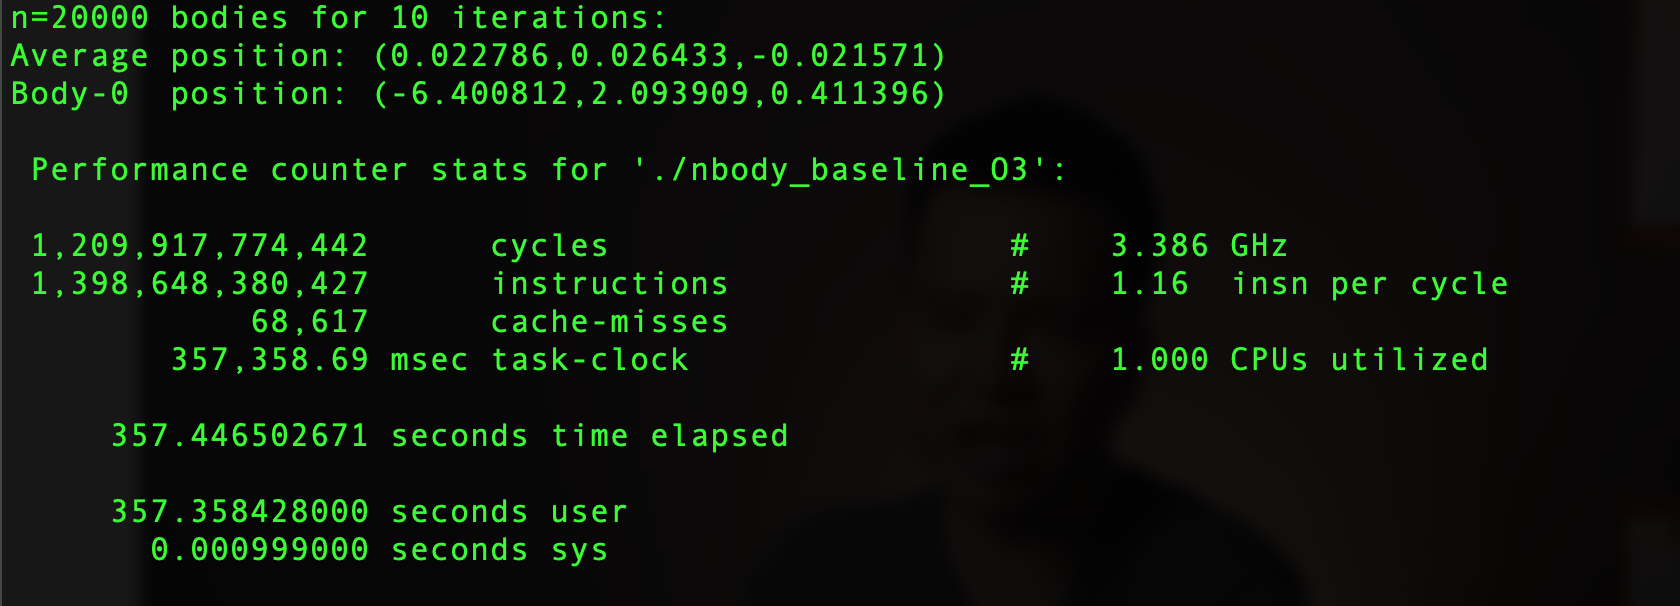 n=20000 bodies for 10 iterations:
Average position: (0.022786,0.026433,-0.021571)
Body-0  position: (-6.400812,2.093909,0.411396)
Performance counter stats for './nbody_baseline_O3':
1,209,917,774,442      cycles                    #    3.386 GHz
1,398,648,380,427      instructions              #    1.16  insn per cycle
68,617      cache-misses
357,358.69 msec task-clock                #    1.000 CPUs utilized
357.446502671 seconds time elapsed
357.358428000 seconds user
0.000999000 seconds sys